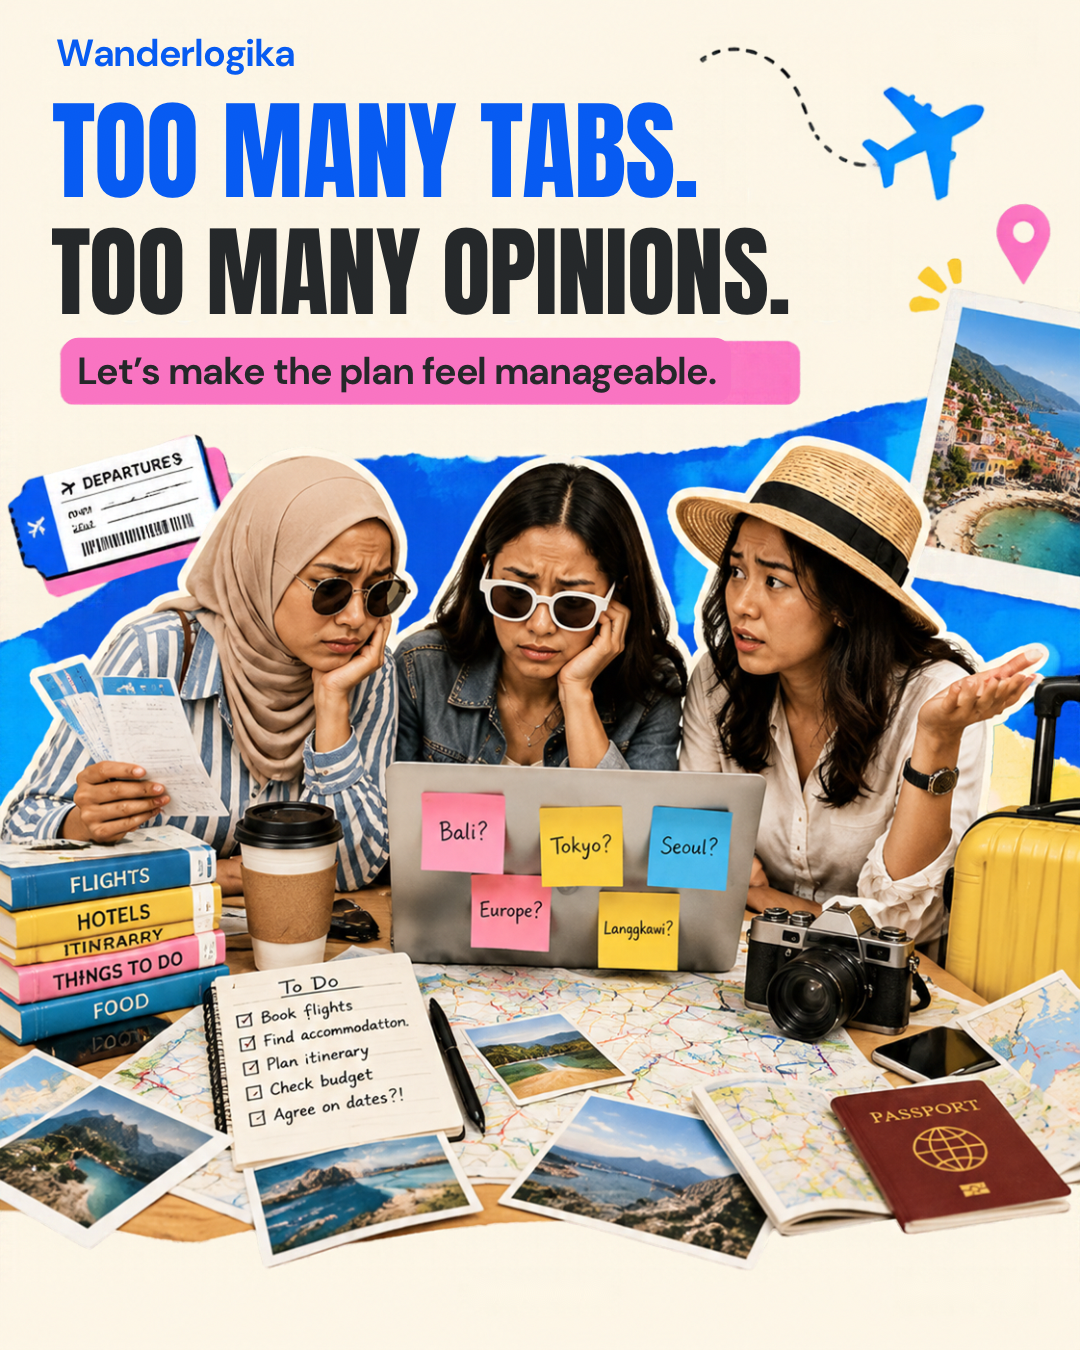 Wanderlogika
TOO MANY TABS.
TOO MANY OPINIONS.
Let's make the plan feel manageable.
DEPARTURES
Bali?
Tokyo?
Seoul?
Europe?
Langgkawi?
FLIGHTS
HOTELS
ITINRARRY
THINGS TO DO
FOOD
To Do
Book flights
Find accommodatton.
Plan itinerary
Check budget
Agree on dates?!
PASSPORT